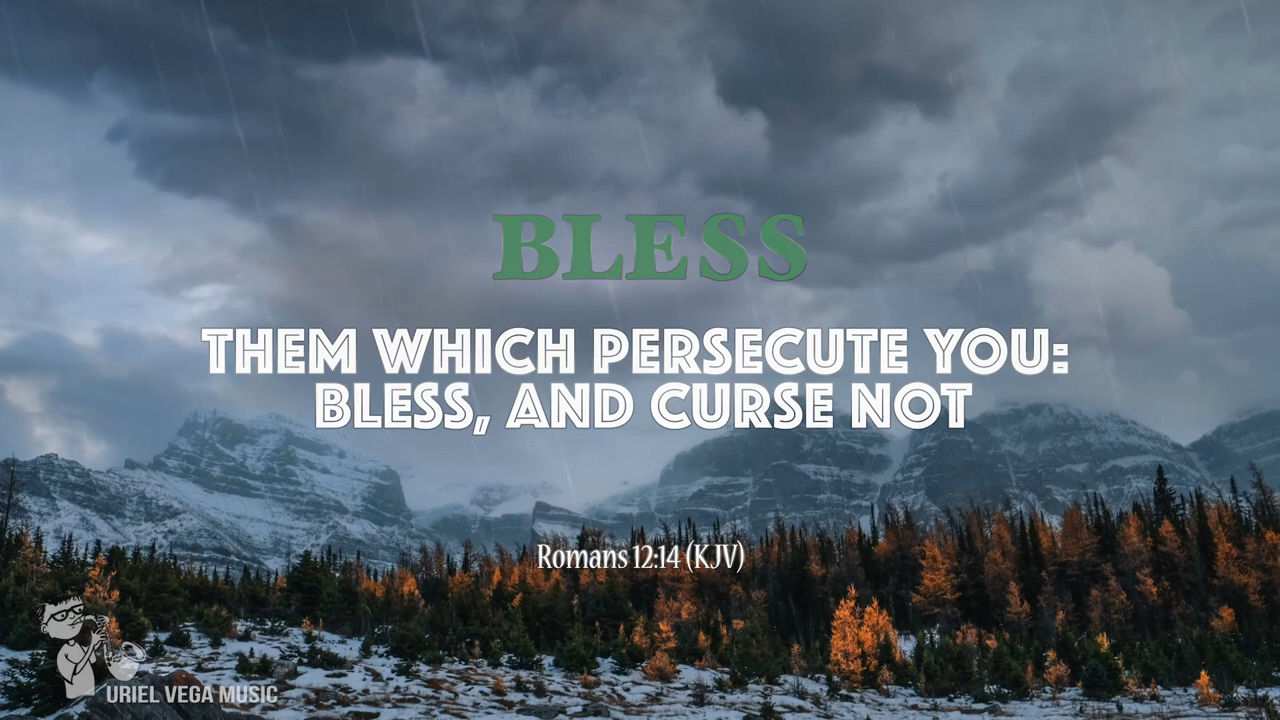 BLESS
THEM WHICH PERSECUTE YOU:
BLESS, AND CURSE NOT
Romans 12:14 (KJV)
URIEL VEGA MUSIC